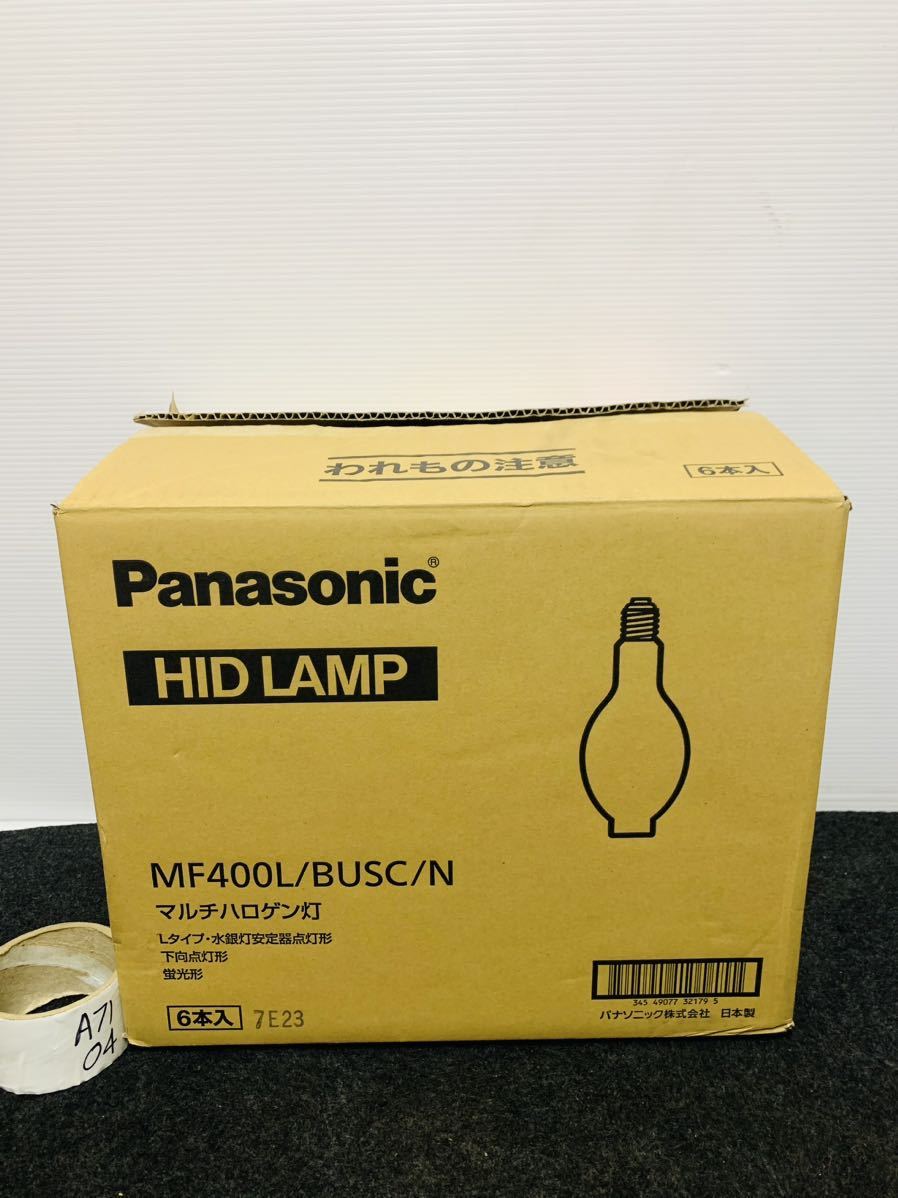 われもの注意
6本入
Panasonic®
HID LAMP
MF400L/BUSC/N
マルチハロゲン灯
Lタイプ・水銀灯安定器点灯形
下向点灯形
蛍光形
6本入 7E23
345 49077 32179 5
パナソニック株式会社 日本製
A71
04